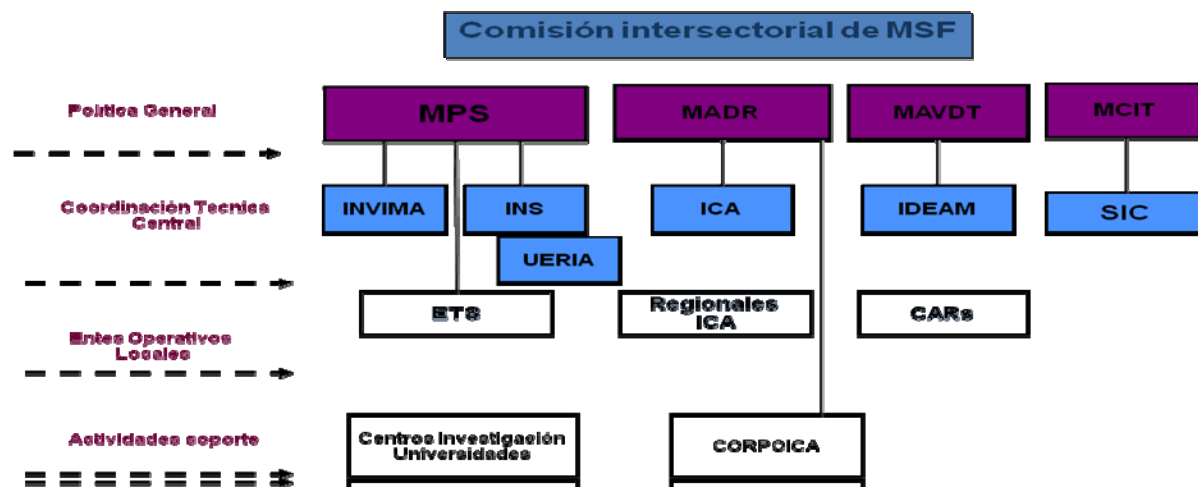 Comisión intersectorial de MSF
Política General
MPS
MADR
MAVDT
MCIT
Coordinación Tecnica
Central
INVIMA
INS
ICA
IDEAM
SIC
UERIA
ETS
Regionales
ICA
CARs
Entes Operativos
Locales
Actividades soporte
Centros Investigación
Universidades
CORPOICA